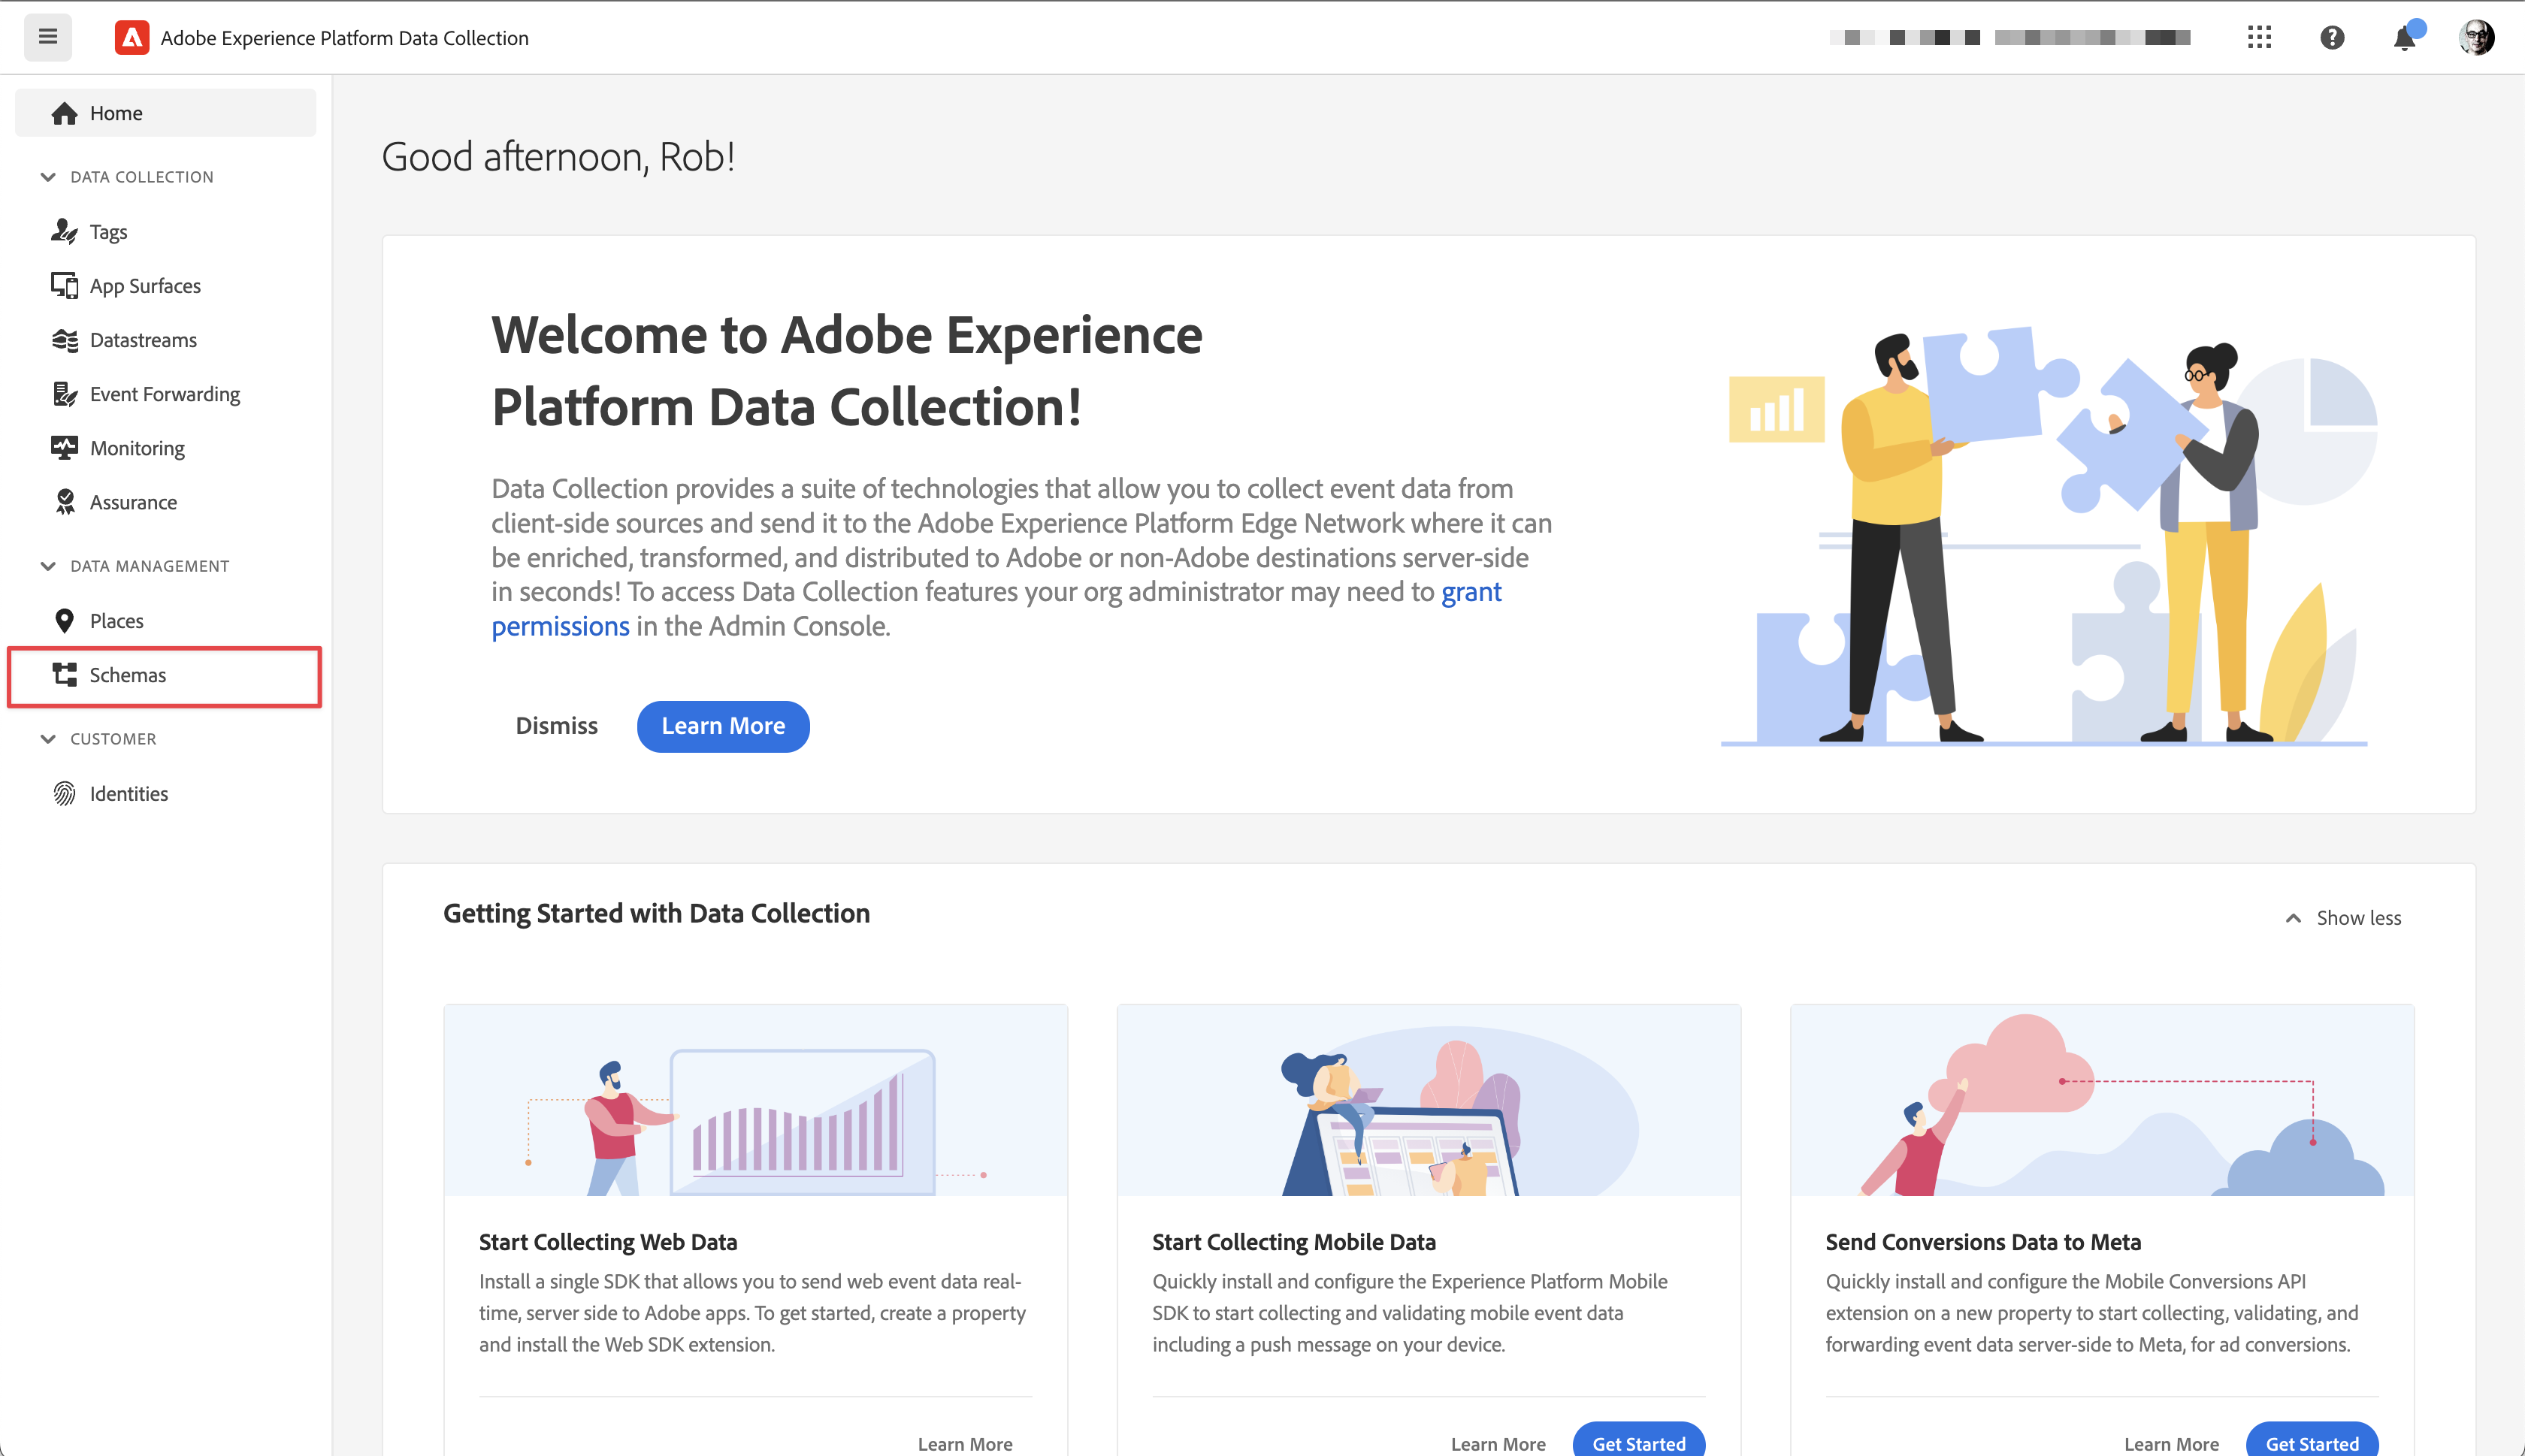 Adobe Experience Platform Data Collection
Home
DATA COLLECTION
Tags
App Surfaces
Datastreams
Event Forwarding
Monitoring
Assurance
DATA MANAGEMENT
Places
Schemas
CUSTOMER
Identities
Good afternoon, Rob!
Welcome to Adobe Experience
Platform Data Collection!
Data Collection provides a suite of technologies that allow you to collect event data from
client-side sources and send it to the Adobe Experience Platform Edge Network where it can
be enriched, transformed, and distributed to Adobe or non-Adobe destinations server-side
in seconds! To access Data Collection features your org administrator may need to grant
permissions in the Admin Console.
Dismiss
Learn More
Getting Started with Data Collection
Show less
Start Collecting Web Data
Install a single SDK that allows you to send web event data real-
time, server side to Adobe apps. To get started, create a property
and install the Web SDK extension.
Learn More
Start Collecting Mobile Data
Quickly install and configure the Experience Platform Mobile
SDK to start collecting and validating mobile event data
including a push message on your device.
Learn More
Get Started
Send Conversions Data to Meta
Quickly install and configure the Mobile Conversions API
extension on a new property to start collecting, validating, and
forwarding event data server-side to Meta, for ad conversions.
Learn More
Get Started